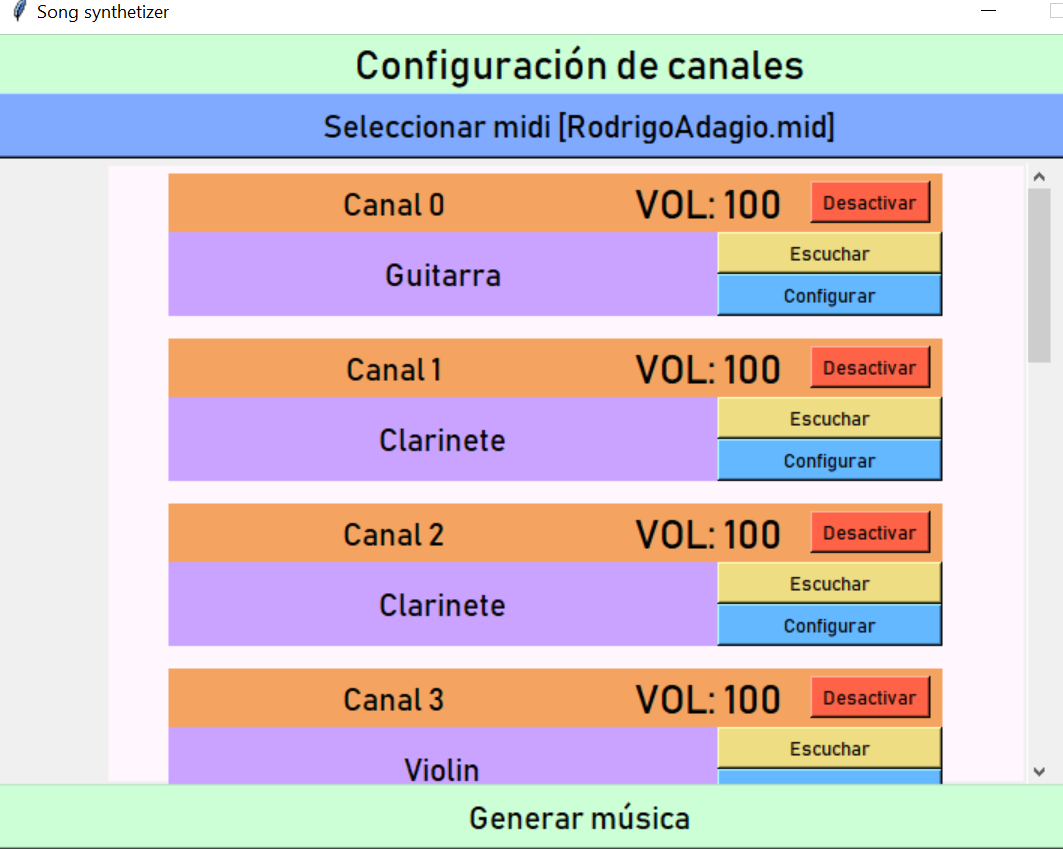 Song synthetizer
Configuración de canales
Seleccionar midi [RodrigoAdagio.mid]
Canal 0 VOL: 100 Desactivar
Guitarra
Escuchar
Configurar
Canal 1 VOL: 100 Desactivar
Clarinete
Escuchar
Configurar
Canal 2 VOL: 100 Desactivar
Clarinete
Escuchar
Configurar
Canal 3 VOL: 100 Desactivar
Violin
Escuchar
Generar música